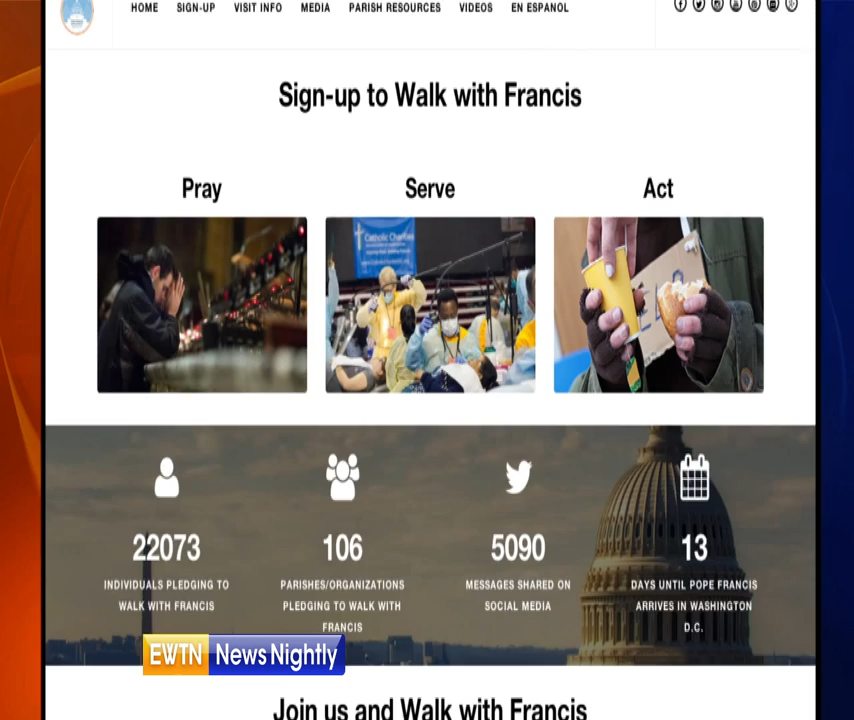 HOME SIGN-UP VISIT INFO MEDIA PARISH RESOURCES VIDEOS EN ESPANOL
Sign-up to Walk with Francis
Pray
Serve
Act
Catholic Charities
22073
INDIVIDUALS PLEDGING TO
WALK WITH FRANCIS
106
PARISHES/ORGANIZATIONS
PLEDGING TO WALK WITH
FRANCIS
5090
MESSAGES SHARED ON
SOCIAL MEDIA
13
DAYS UNTIL POPE FRANCIS
ARRIVES IN WASHINGTON
D.C.
EWTN News Nightly
Join us and Walk with Francis